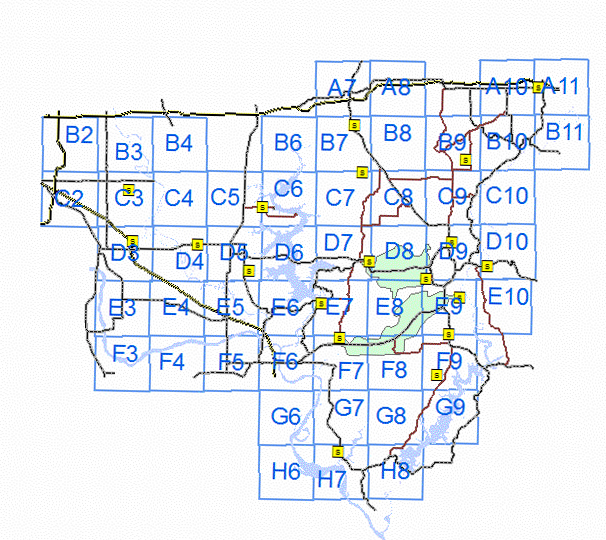 A7 A8 A10 A11
B2 B3 B4 B6 B7 B8 B9 B10 B11
C2 C3 C4 C5 C6 C7 C8 C9 C10
D3 D4 D5 D6 D7 D8 D9 D10
E3 E4 E5 E6 E7 E8 E9 E10
F3 F4 F5 F6 F7 F8 F9
G6 G7 G8 G9
H6 H7 H8